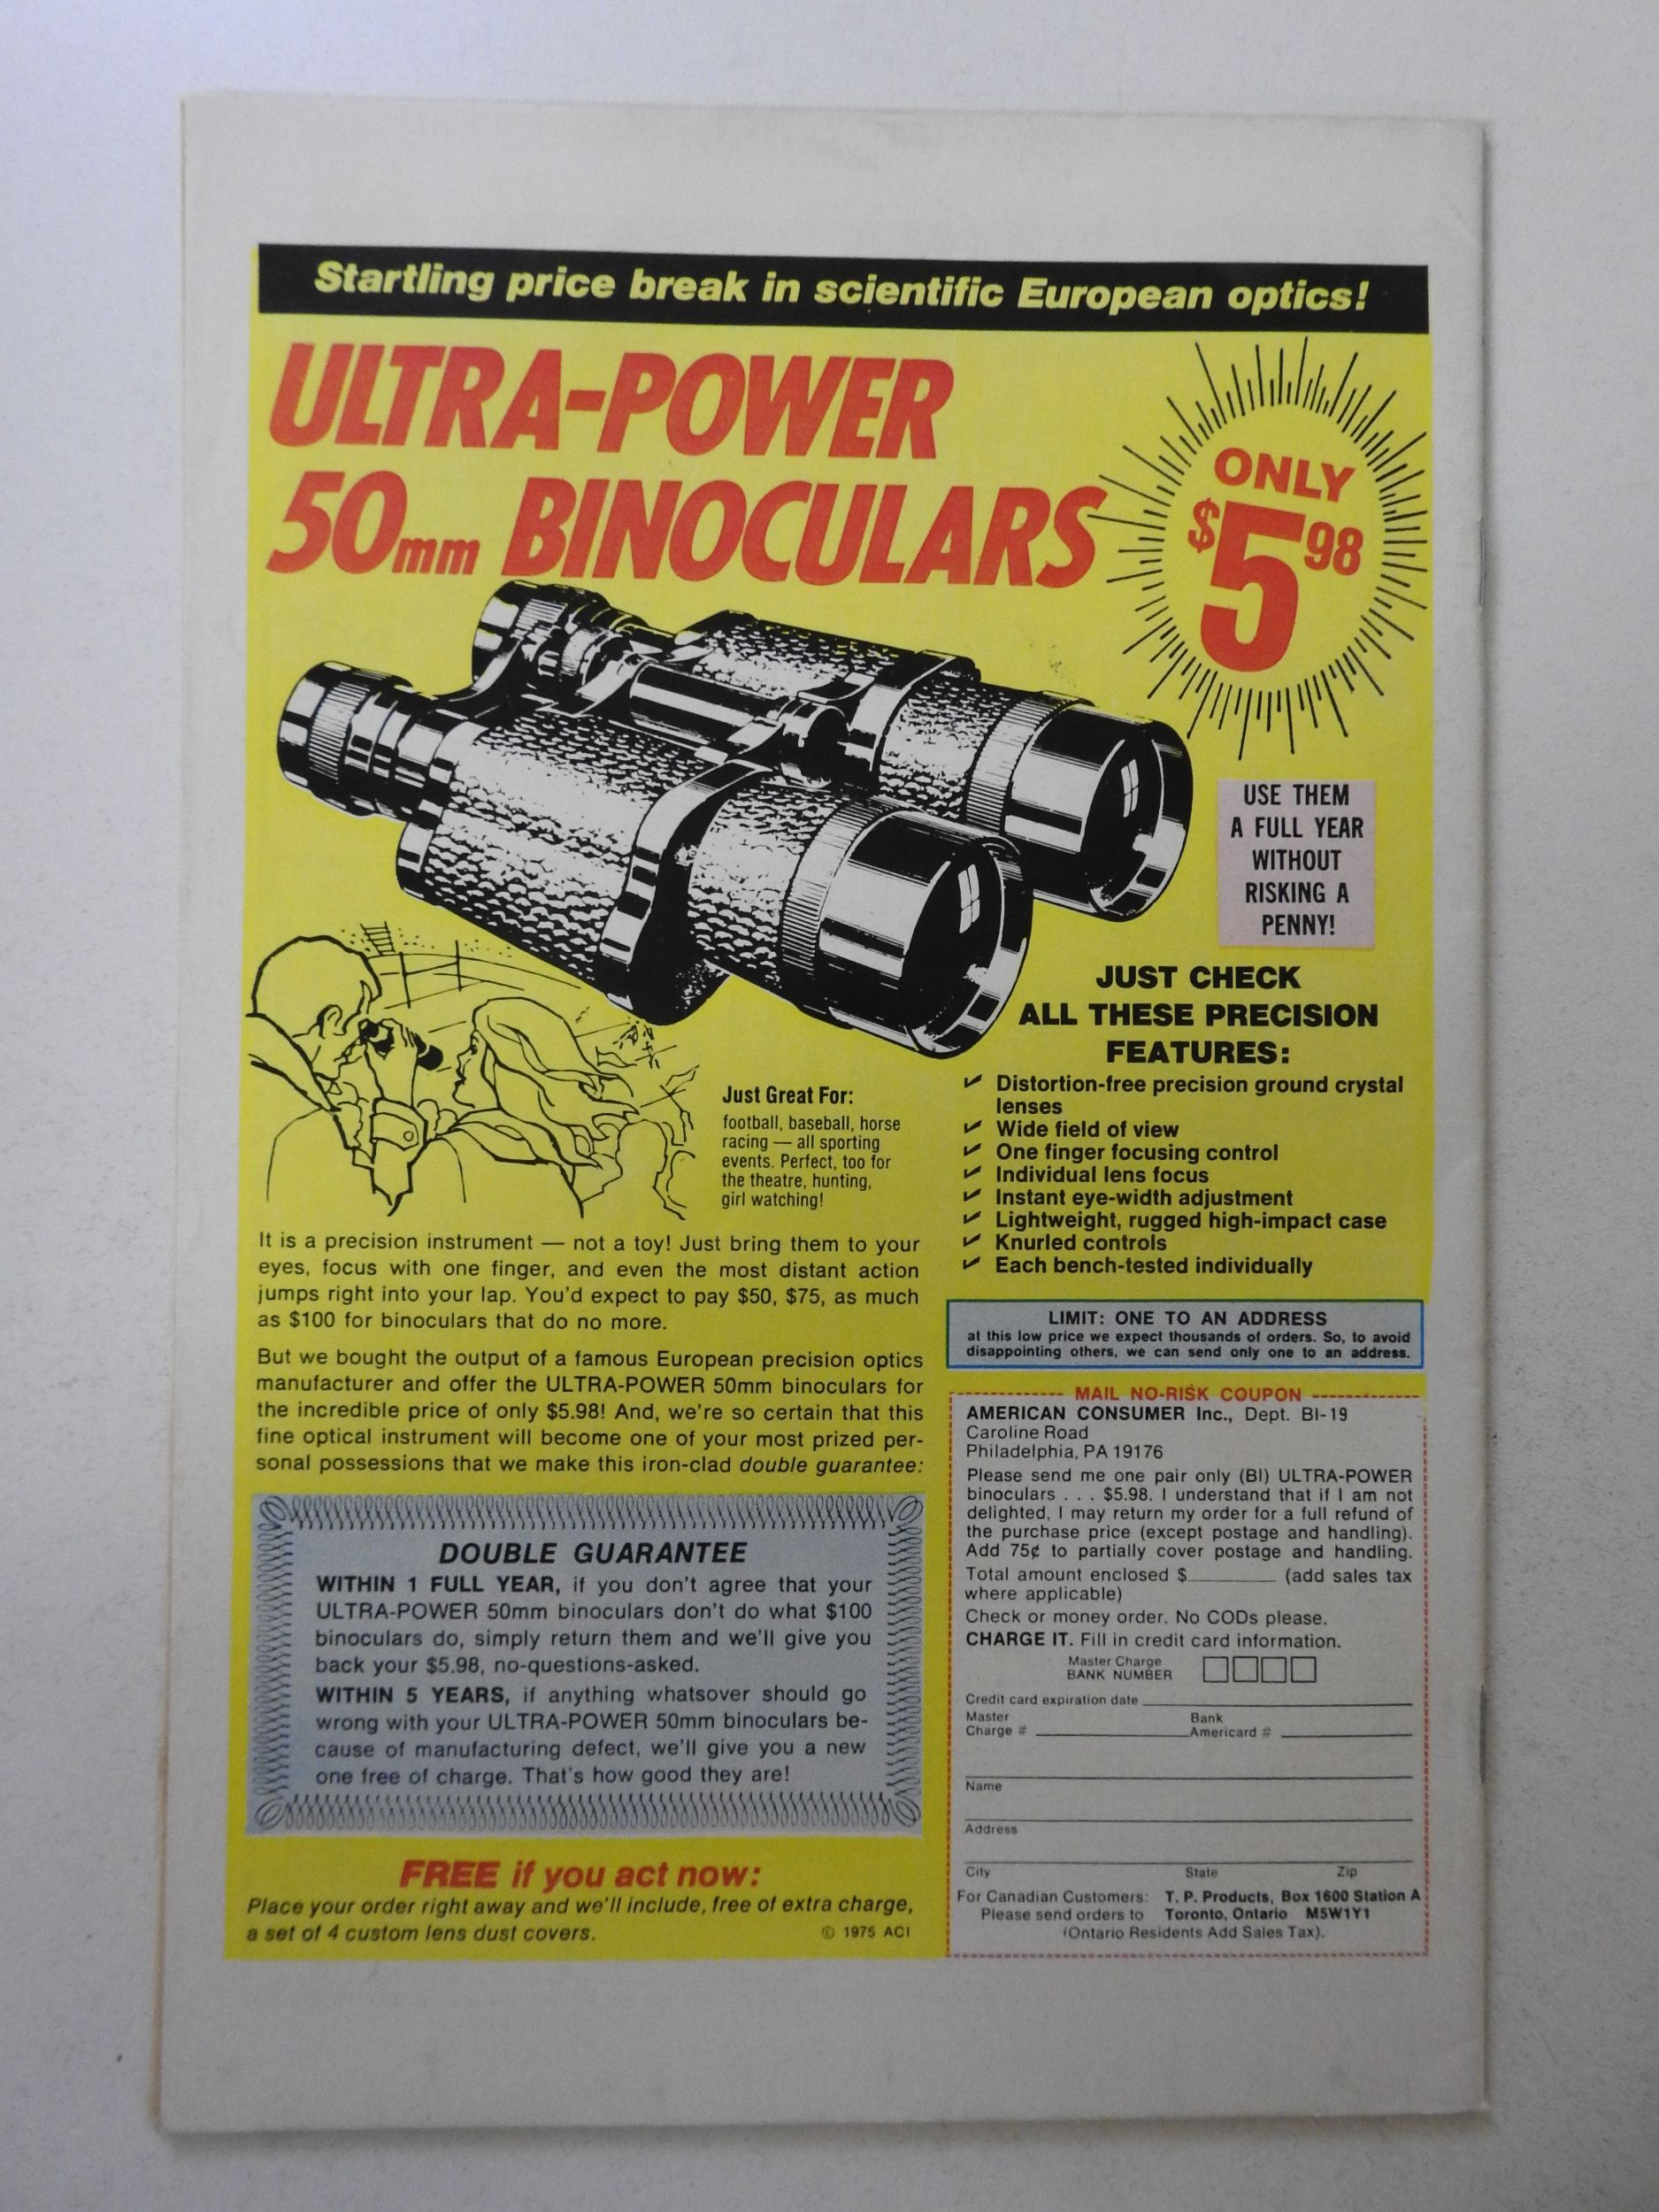 Startling price break in scientific European optics!
ULTRA-POWER
50mm BINOCULARS
ONLY
$5 98
USE THEM
A FULL YEAR
WITHOUT
RISKING A
PENNY!
JUST CHECK
ALL THESE PRECISION
FEATURES:
✓ Distortion-free precision ground crystal
lenses
✓ Wide field of view
✓ One finger focusing control
✓ Individual lens focus
✓ Instant eye-width adjustment
✓ Lightweight, rugged high-impact case
✓ Knurled controls
✓ Each bench-tested individually
Just Great For:
football, baseball, horse
racing — all sporting
events. Perfect, too for
the theatre, hunting,
girl watching!
It is a precision instrument — not a toy! Just bring them to your
eyes, focus with one finger, and even the most distant action
jumps right into your lap. You'd expect to pay $50, $75, as much
as $100 for binoculars that do no more.
But we bought the output of a famous European precision optics
manufacturer and offer the ULTRA-POWER 50mm binoculars for
the incredible price of only $5.98! And, we're so certain that this
fine optical instrument will become one of your most prized per-
sonal possessions that we make this iron-clad double guarantee:
DOUBLE GUARANTEE
WITHIN 1 FULL YEAR, if you don't agree that your
ULTRA-POWER 50mm binoculars don't do what $100
binoculars do, simply return them and we'll give you
back your $5.98, no-questions-asked.
WITHIN 5 YEARS, if anything whatsover should go
wrong with your ULTRA-POWER 50mm binoculars be-
cause of manufacturing defect, we'll give you a new
one free of charge. That's how good they are!
FREE if you act now:
Place your order right away and we'll include, free of extra charge,
a set of 4 custom lens dust covers.
© 1975 ACI
LIMIT: ONE TO AN ADDRESS
at this low price we expect thousands of orders. So, to avoid
disappointing others, we can send only one to an address.
MAIL NO-RISK COUPON
AMERICAN CONSUMER Inc., Dept. BI-19
Caroline Road
Philadelphia, PA 19176
Please send me one pair only (BI) ULTRA-POWER
binoculars . . . $5.98. I understand that if I am not
delighted, I may return my order for a full refund of
the purchase price (except postage and handling).
Add 75¢ to partially cover postage and handling.
Total amount enclosed $________ (add sales tax
where applicable)
Check or money order. No CODs please.
CHARGE IT. Fill in credit card information.
Master Charge
BANK NUMBER
Credit card expiration date
Master Bank
Charge # Americard #
Name
Address
City State Zip
For Canadian Customers: T. P. Products, Box 1600 Station A
Please send orders to Toronto, Ontario M5W1Y1
(Ontario Residents Add Sales Tax).